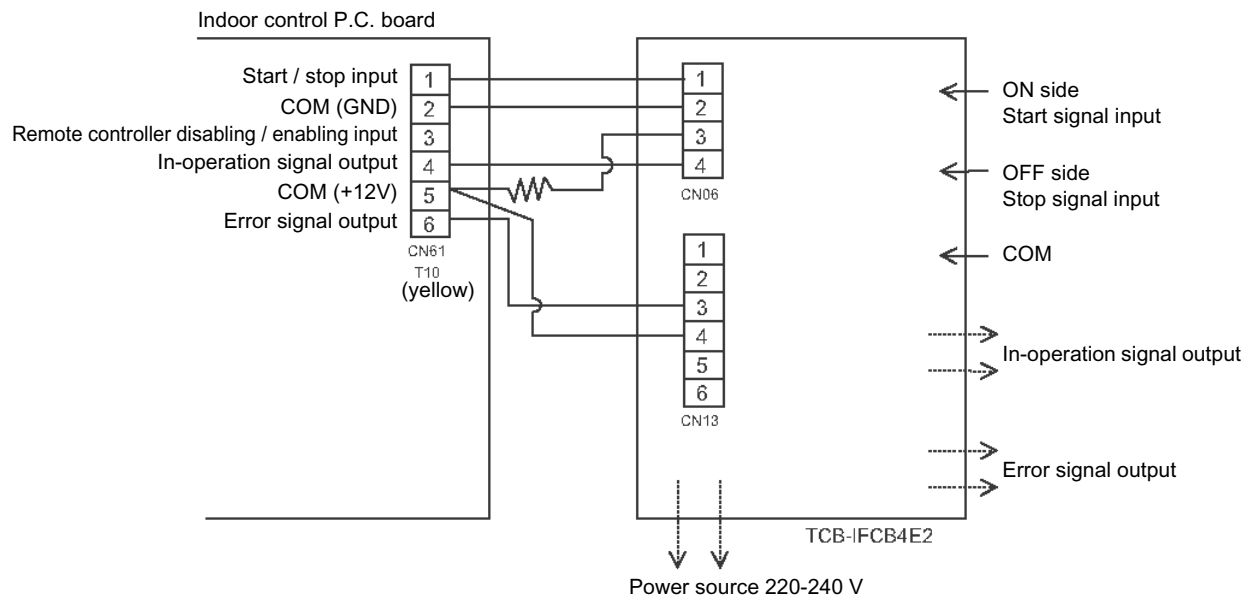 Indoor control P.C. board
Start / stop input
COM (GND)
Remote controller disabling / enabling input
In-operation signal output
COM (+12V)
Error signal output
1
2
3
4
5
6
CN61
T10
(yellow)
1
2
3
4
CN06
1
2
3
4
5
6
CN13
ON side
Start signal input
OFF side
Stop signal input
COM
In-operation signal output
Error signal output
TCB-IFCB4E2
Power source 220-240 V